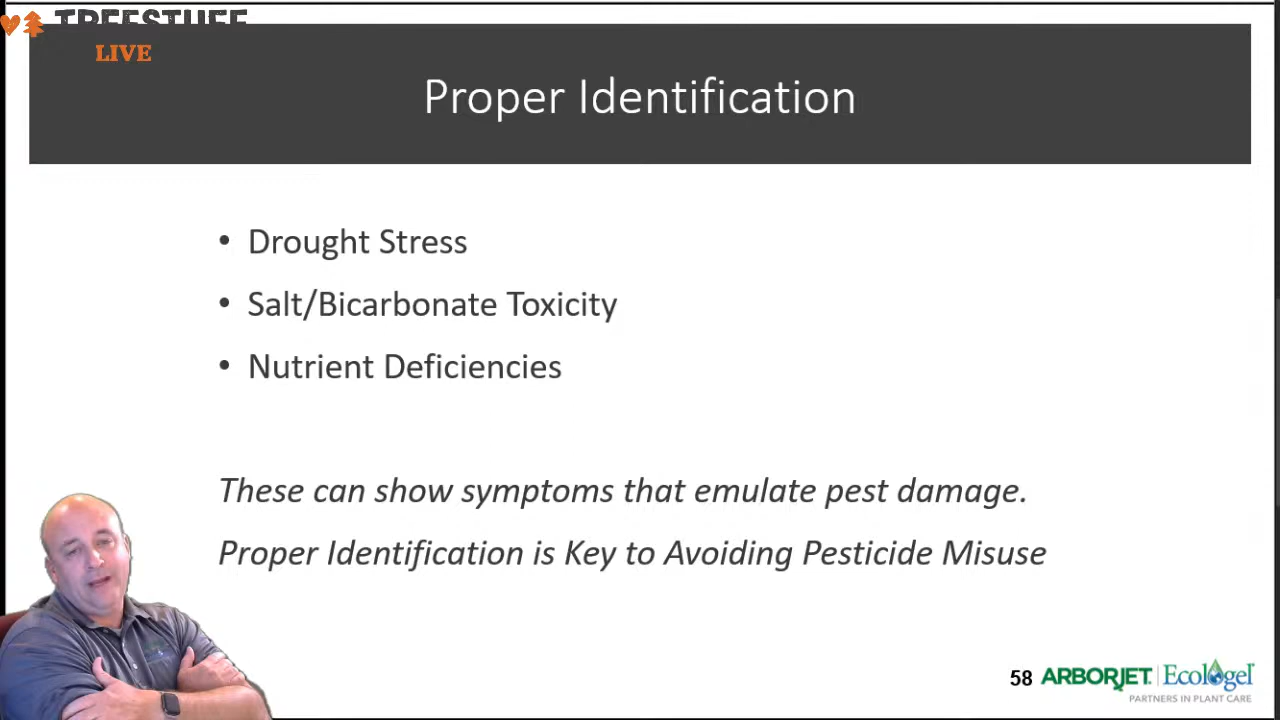 TREESTUFF
LIVE
Proper Identification
• Drought Stress
• Salt/Bicarbonate Toxicity
• Nutrient Deficiencies
These can show symptoms that emulate pest damage.
Proper Identification is Key to Avoiding Pesticide Misuse
58 ARBORJET Ecologel
PARTNERS IN PLANT CARE